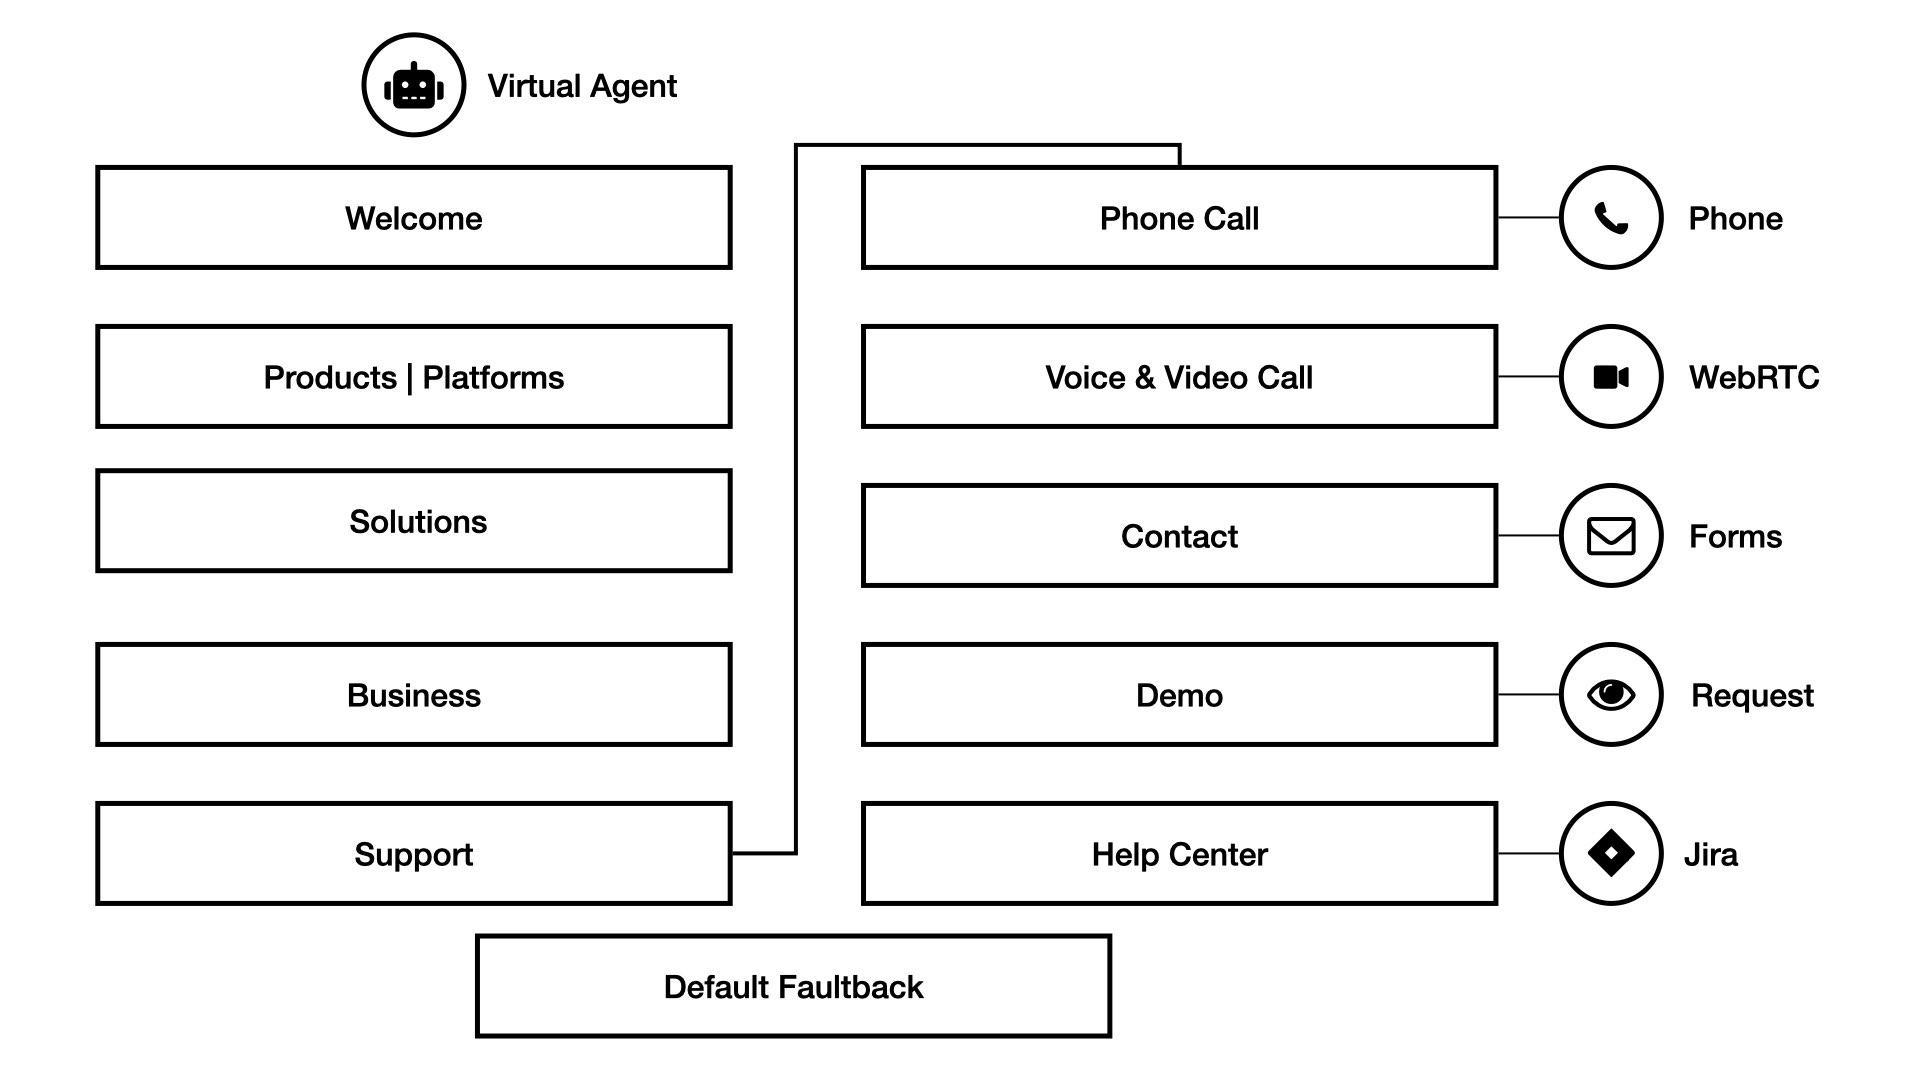 Virtual Agent
Welcome
Products | Platforms
Solutions
Business
Support
Phone Call
Phone
Voice & Video Call
WebRTC
Contact
Forms
Demo
Request
Help Center
Jira
Default Faultback